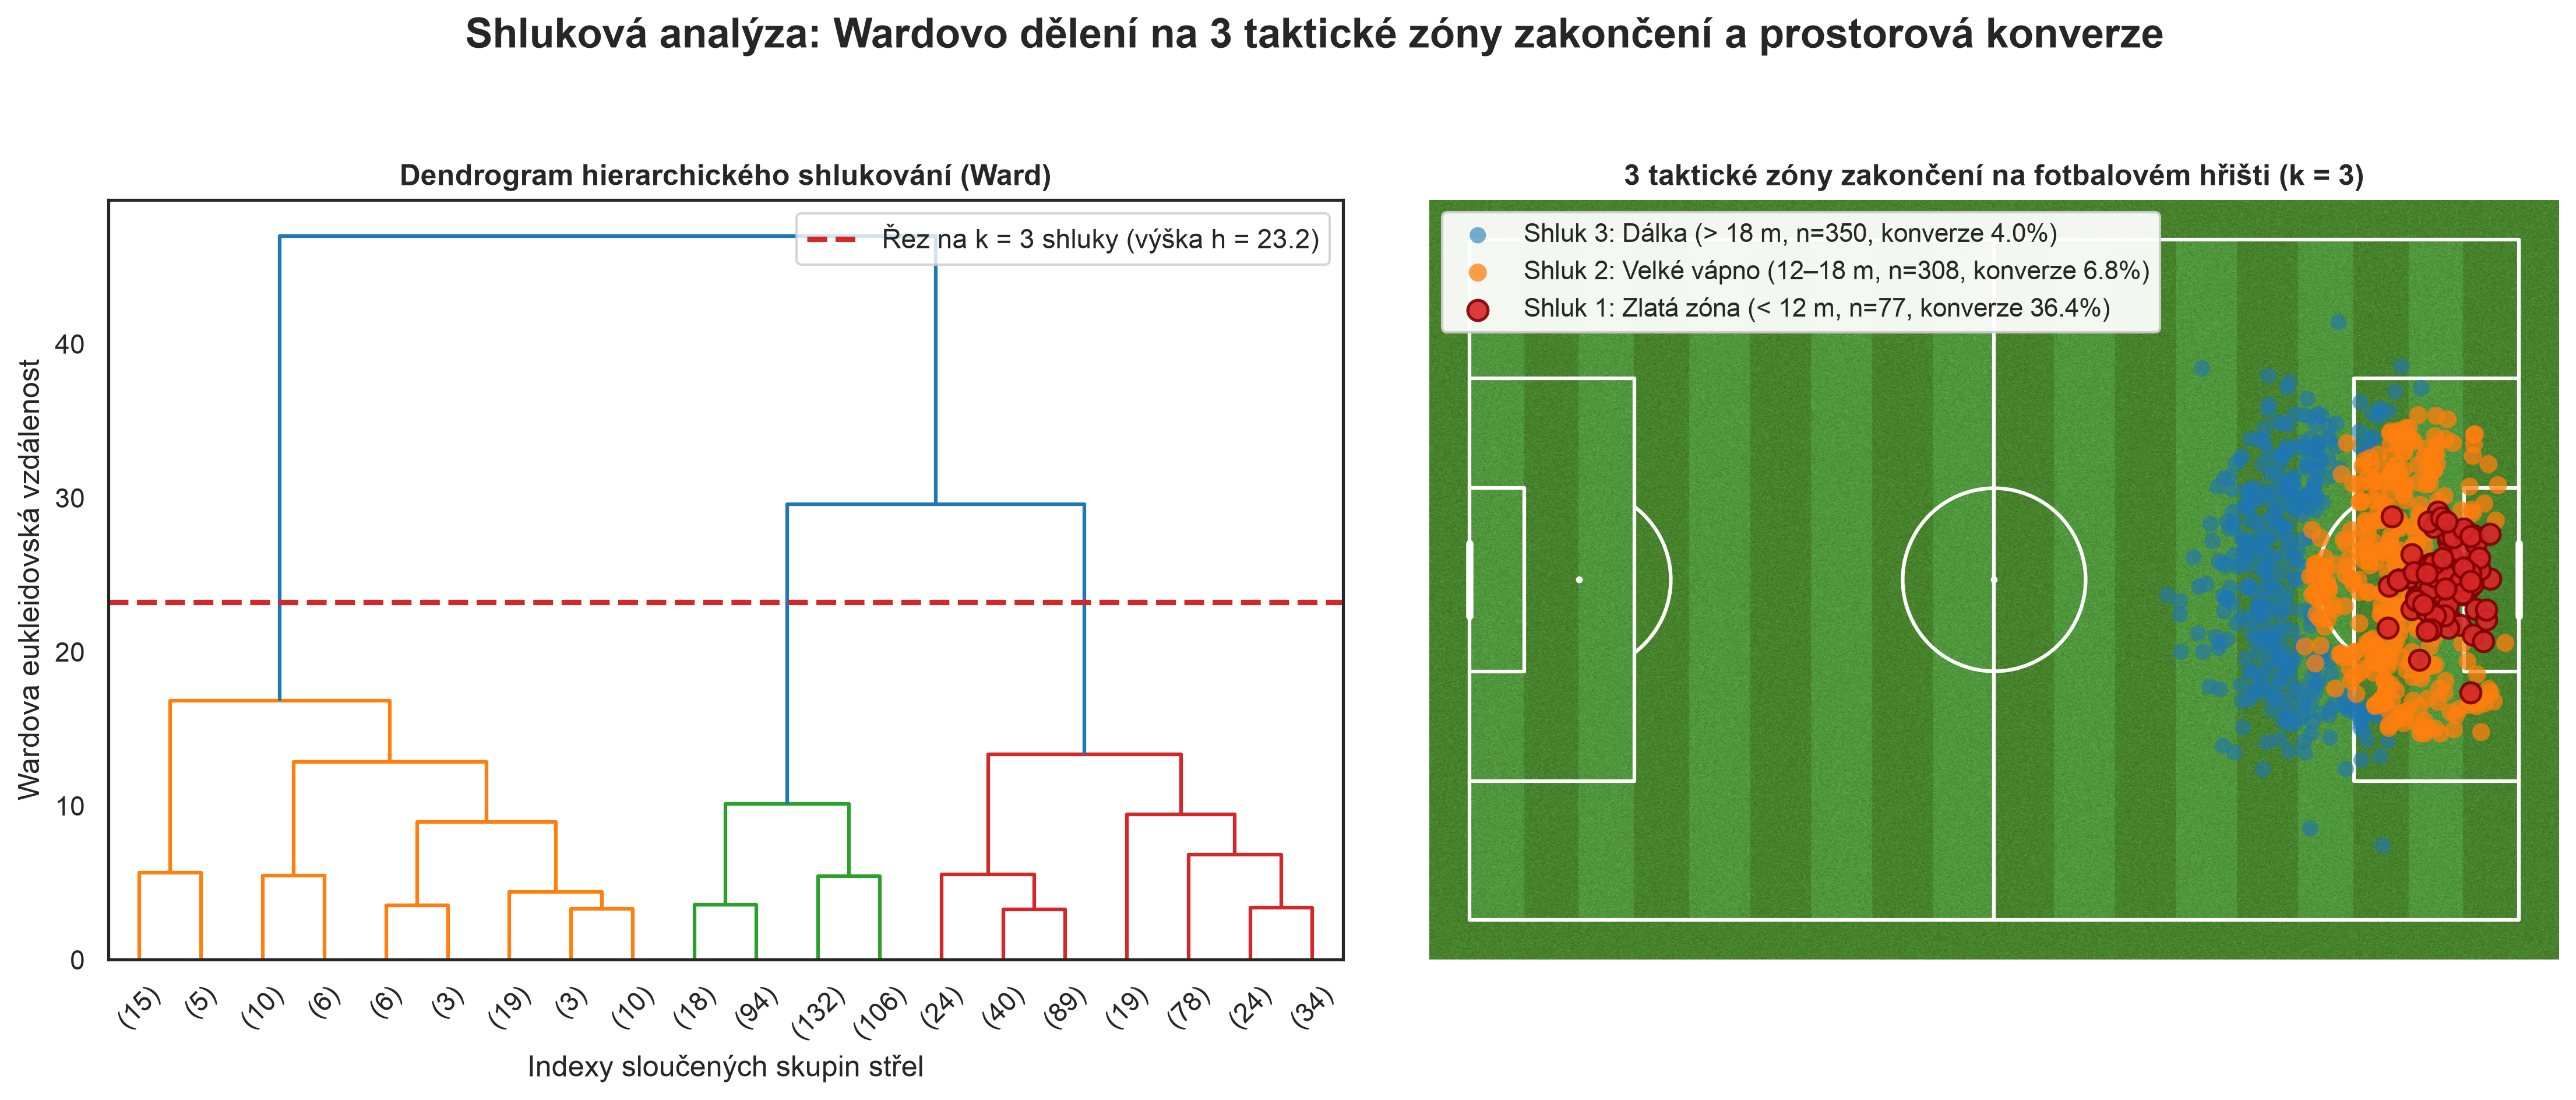 Shluková analýza: Wardovo dělení na 3 taktické zóny zakončení a prostorová konverze
Dendrogram hierarchického shlukování (Ward)
Řez na k = 3 shluky (výška h = 23.2)
Wardova eukleidovská vzdálenost
40
30
20
10
0
(15) (5) (10) (6) (6) (3) (19) (3) (10) (18) (94) (132) (106) (24) (40) (89) (19) (78) (24) (34)
Indexy sloučených skupin střel
3 taktické zóny zakončení na fotbalovém hřišti (k = 3)
Shluk 3: Dálka (> 18 m, n=350, konverze 4.0%)
Shluk 2: Velké vápno (12–18 m, n=308, konverze 6.8%)
Shluk 1: Zlatá zóna (< 12 m, n=77, konverze 36.4%)